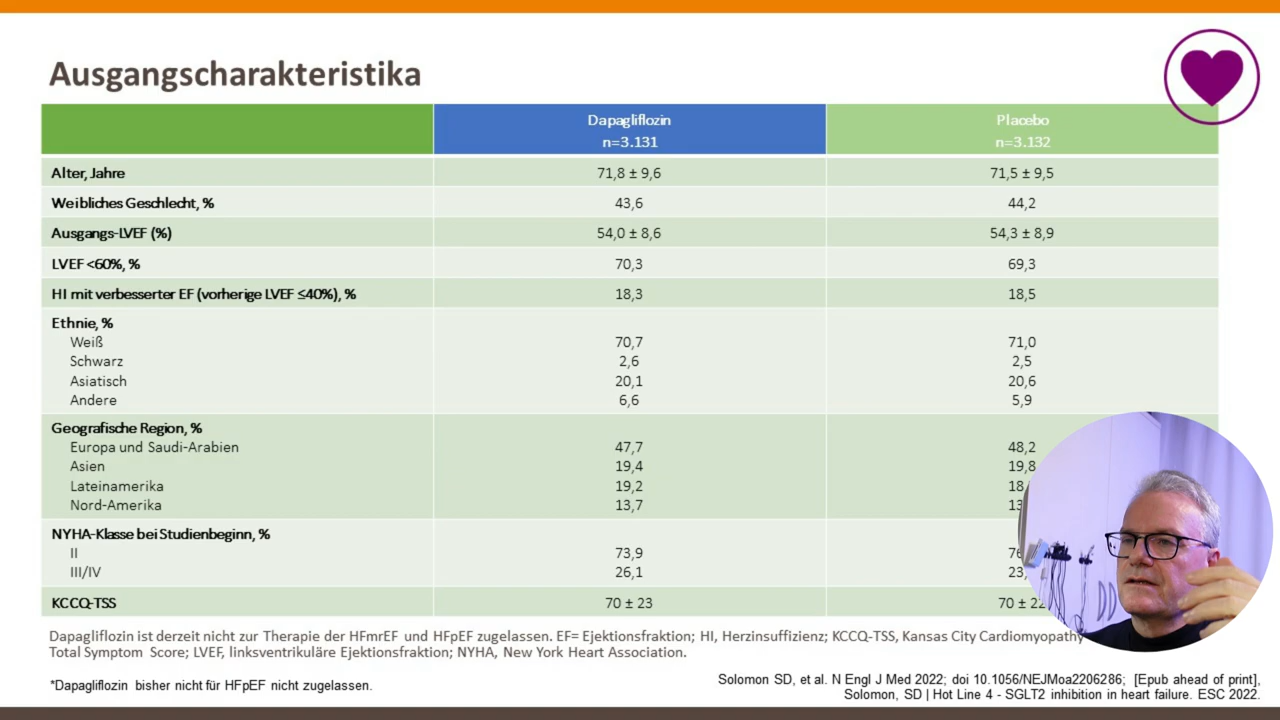 Ausgangscharakteristika
Dapagliflozin Placebo
n=3.131 n=3.132
Alter, Jahre 71,8 ± 9,6 71,5 ± 9,5
Weibliches Geschlecht, % 43,6 44,2
Ausgangs-LVEF (%) 54,0 ± 8,6 54,3 ± 8,9
LVEF <60%, % 70,3 69,3
HI mit verbesserter EF (vorherige LVEF ≤40%), % 18,3 18,5
Ethnie, %
Weiß 70,7 71,0
Schwarz 2,6 2,5
Asiatisch 20,1 20,6
Andere 6,6 5,9
Geografische Region, %
Europa und Saudi-Arabien 47,7 48,2
Asien 19,4 19,8
Lateinamerika 19,2
Nord-Amerika 13,7
NYHA-Klasse bei Studienbeginn, %
II 73,9
III/IV 26,1
KCCQ-TSS 70 ± 23 70 ± 22
Dapagliflozin ist derzeit nicht zur Therapie der HFmrEF und HFpEF zugelassen. EF= Ejektionsfraktion; HI, Herzinsuffizienz; KCCQ-TSS, Kansas City Cardiomyopathy
Total Symptom Score; LVEF, linksventrikuläre Ejektionsfraktion; NYHA, New York Heart Association.
*Dapagliflozin bisher nicht für HFpEF nicht zugelassen.
Solomon SD, et al. N Engl J Med 2022; doi 10.1056/NEJMoa2206286; [Epub ahead of print],
Solomon, SD | Hot Line 4 - SGLT2 inhibition in heart failure. ESC 2022.